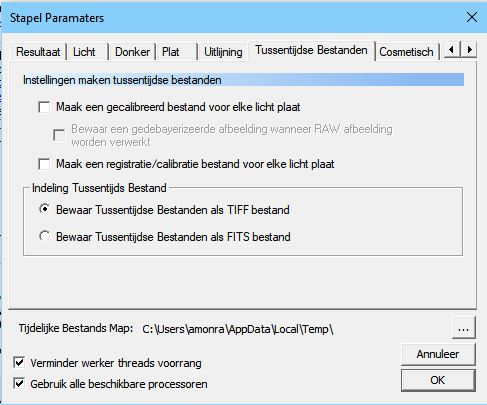 Stapel Paramaters
Resultaat Licht Donker Plat Uitlijning Tussentijdse Bestanden Cosmetisch
Instellingen maken tussentijdse bestanden
Maak een gecalibreerd bestand voor elke licht plaat
Bewaar een gedebayerizeerde afbeelding wanneer RAW afbeelding
worden verwerkt
Maak een registratie/calibratie bestand voor elke licht plaat
Indeling Tussentijds Bestand
Bewaar Tussentijdse Bestanden als TIFF bestand
Bewaar Tussentijdse Bestanden als FITS bestand
Tijdelijke Bestands Map: C:\Users\amonra\AppData\Local\Temp\ ...
Verminder werker threads voorrang
Annuleer
Gebruik alle beschikbare processoren
OK